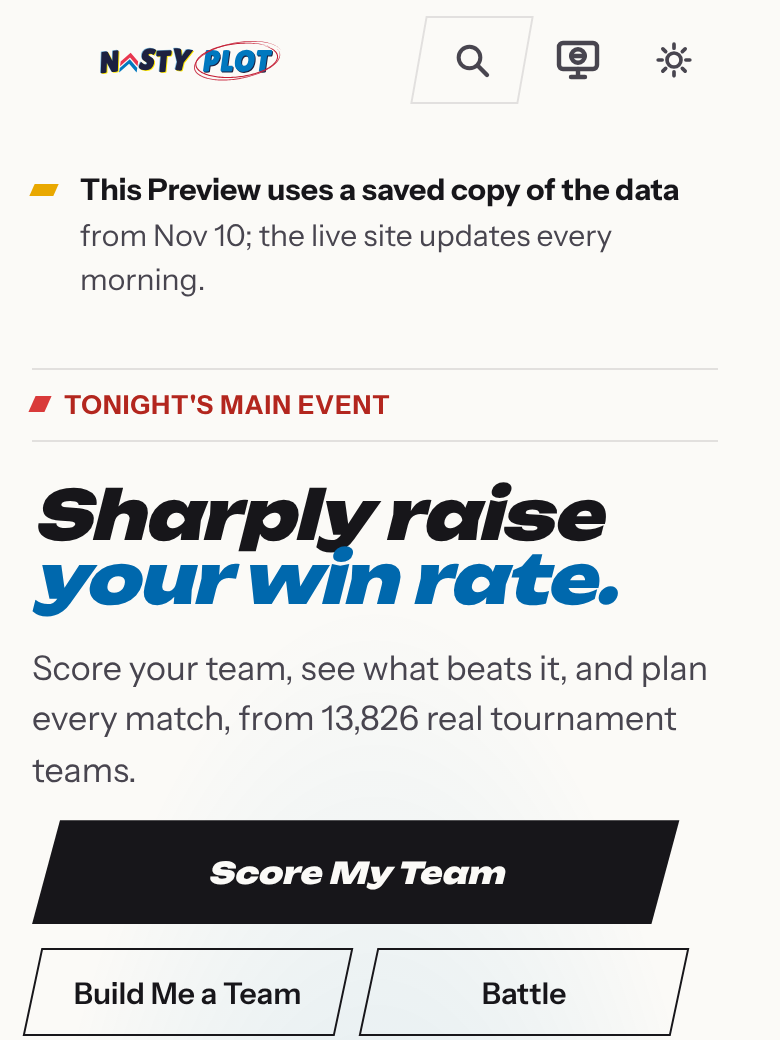 NASTY PLOT
This Preview uses a saved copy of the data
from Nov 10; the live site updates every
morning.
TONIGHT'S MAIN EVENT
Sharply raise
your win rate.
Score your team, see what beats it, and plan
every match, from 13,826 real tournament
teams.
Score My Team
Build Me a Team
Battle